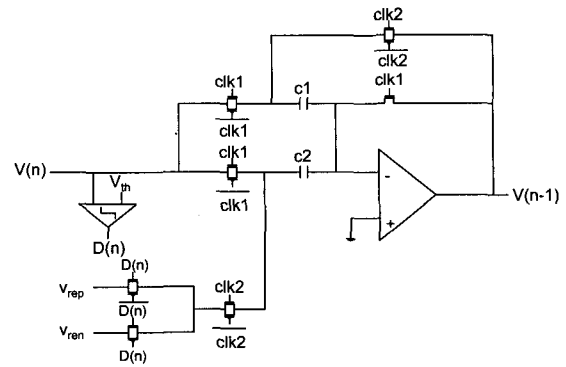 clk2
clk2
clk1
c1
clk1
clk1
clk1
c2
clk1
V(n)
Vth
D(n)
-
+
V(n-1)
D(n)
vrep
D(n)
vren
D(n)
clk2
clk2